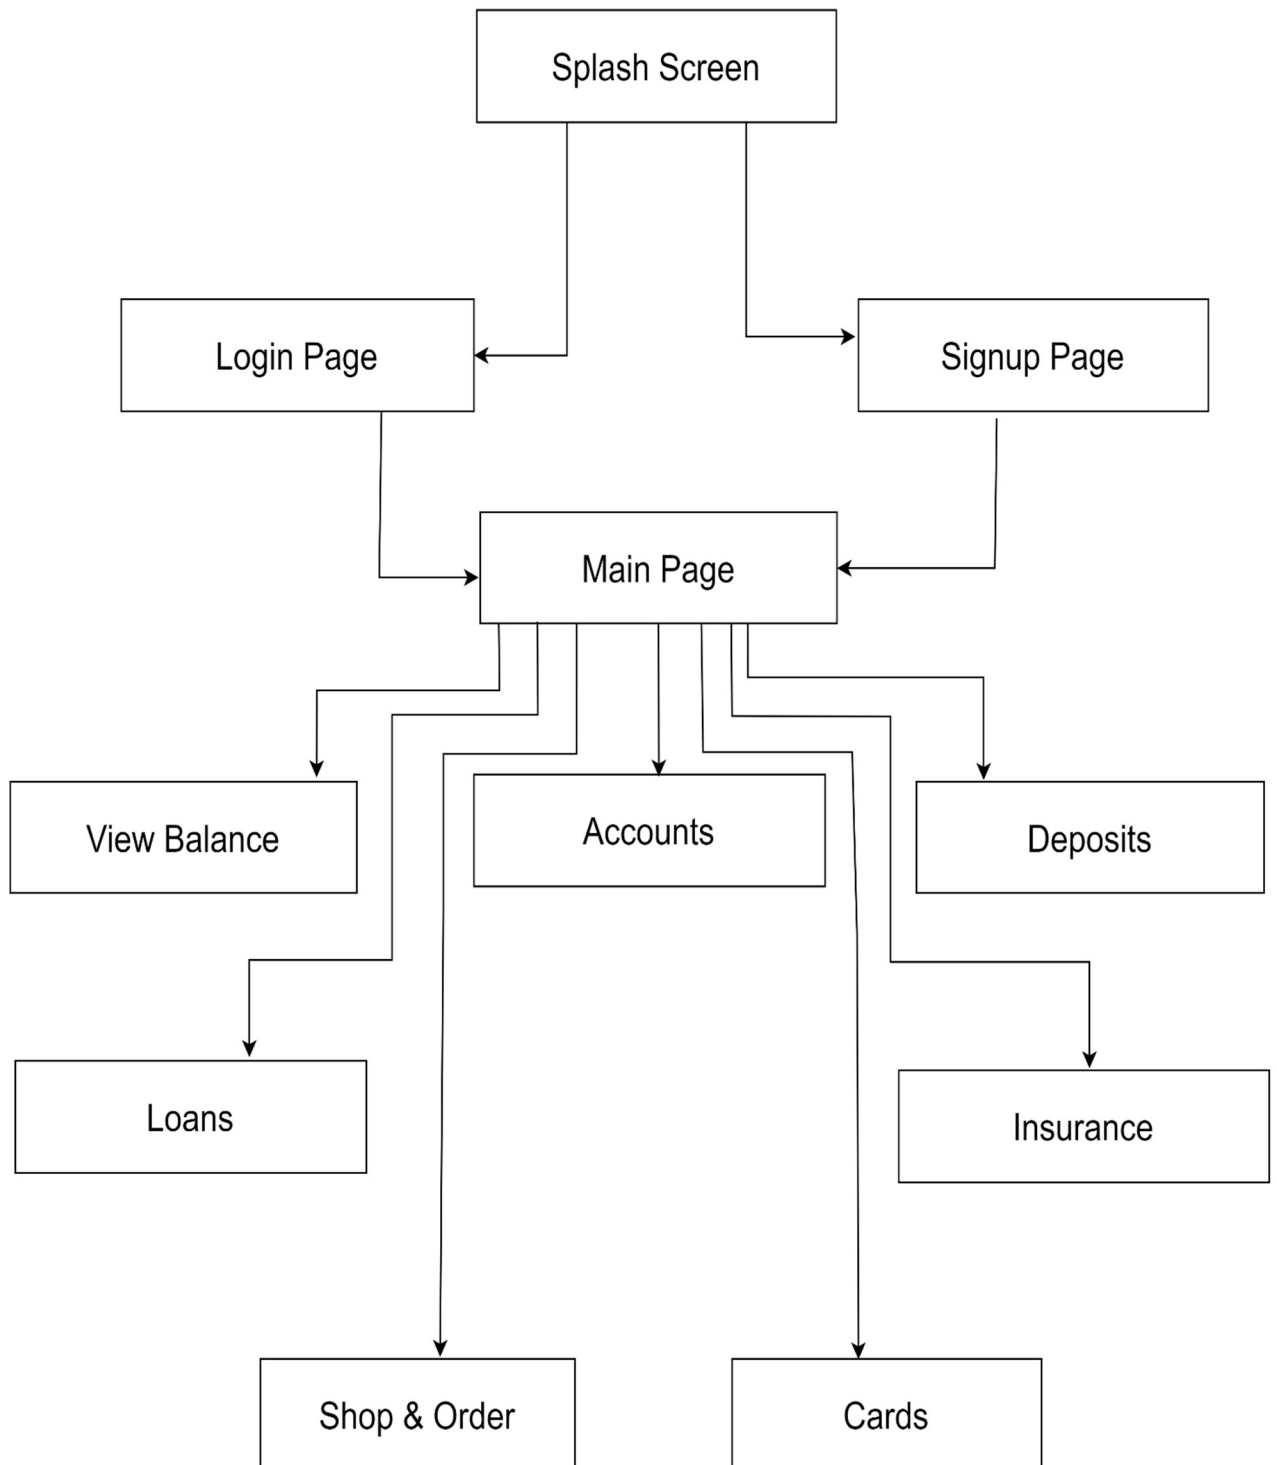 Splash Screen
Login Page
Signup Page
Main Page
View Balance
Accounts
Deposits
Loans
Insurance
Shop & Order
Cards